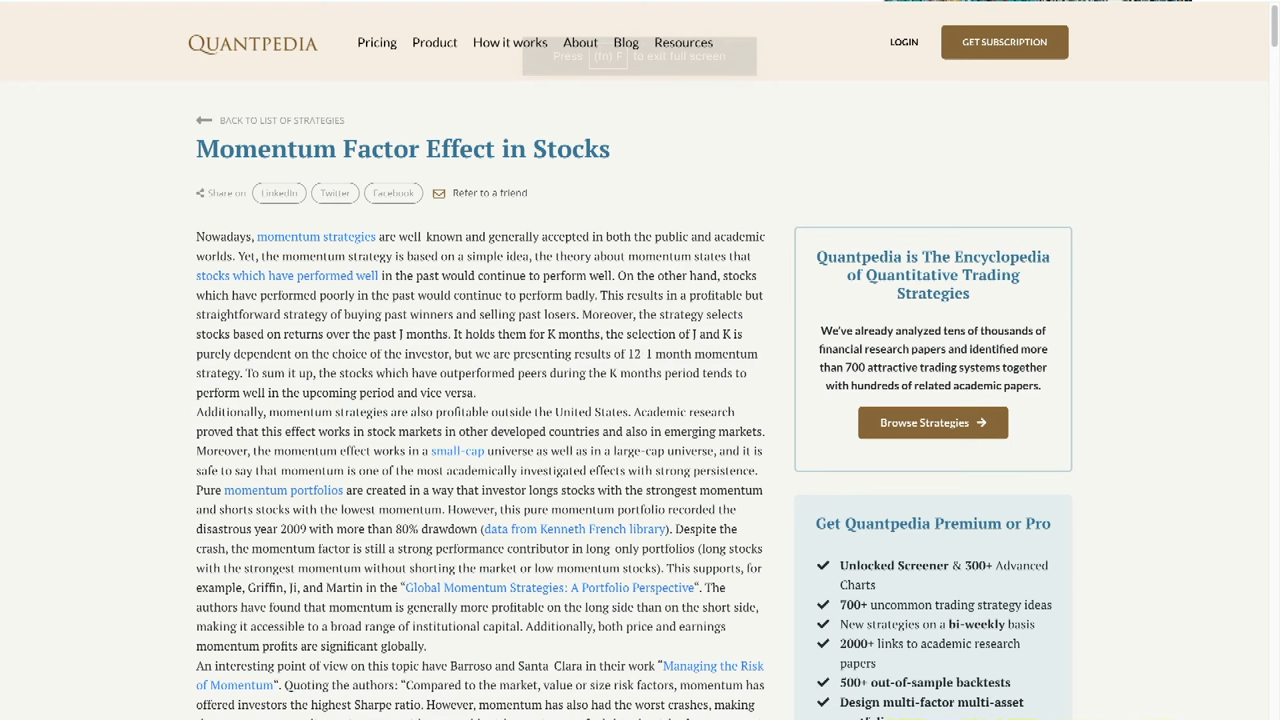 QUANTPEDIA
Pricing Product How it works About Blog Resources
LOGIN
GET SUBSCRIPTION
Press (fn) F to exit full screen
BACK TO LIST OF STRATEGIES
Momentum Factor Effect in Stocks
Share on LinkedIn Twitter Facebook Refer to a friend
Nowadays, momentum strategies are well known and generally accepted in both the public and academic
worlds. Yet, the momentum strategy is based on a simple idea, the theory about momentum states that
stocks which have performed well in the past would continue to perform well. On the other hand, stocks
which have performed poorly in the past would continue to perform badly. This results in a profitable but
straightforward strategy of buying past winners and selling past losers. Moreover, the strategy selects
stocks based on returns over the past J months. It holds them for K months, the selection of J and K is
purely dependent on the choice of the investor, but we are presenting results of 12 1 month momentum
strategy. To sum it up, the stocks which have outperformed peers during the K months period tends to
perform well in the upcoming period and vice versa.
Additionally, momentum strategies are also profitable outside the United States. Academic research
proved that this effect works in stock markets in other developed countries and also in emerging markets.
Moreover, the momentum effect works in a small-cap universe as well as in a large-cap universe, and it is
safe to say that momentum is one of the most academically investigated effects with strong persistence.
Pure momentum portfolios are created in a way that investor longs stocks with the strongest momentum
and shorts stocks with the lowest momentum. However, this pure momentum portfolio recorded the
disastrous year 2009 with more than 80% drawdown (data from Kenneth French library). Despite the
crash, the momentum factor is still a strong performance contributor in long only portfolios (long stocks
with the strongest momentum without shorting the market or low momentum stocks). This supports, for
example, Griffin, Ji, and Martin in the “Global Momentum Strategies: A Portfolio Perspective“. The
authors have found that momentum is generally more profitable on the long side than on the short side,
making it accessible to a broad range of institutional capital. Additionally, both price and earnings
momentum profits are significant globally.
An interesting point of view on this topic have Barroso and Santa Clara in their work “Managing the Risk
of Momentum“. Quoting the authors: “Compared to the market, value or size risk factors, momentum has
offered investors the highest Sharpe ratio. However, momentum has also had the worst crashes, making
Quantpedia is The Encyclopedia
of Quantitative Trading
Strategies
We’ve already analyzed tens of thousands of
financial research papers and identified more
than 700 attractive trading systems together
with hundreds of related academic papers.
Browse Strategies
Get Quantpedia Premium or Pro
Unlocked Screener & 300+ Advanced
Charts
700+ uncommon trading strategy ideas
New strategies on a bi-weekly basis
2000+ links to academic research
papers
500+ out-of-sample backtests
Design multi-factor multi-asset